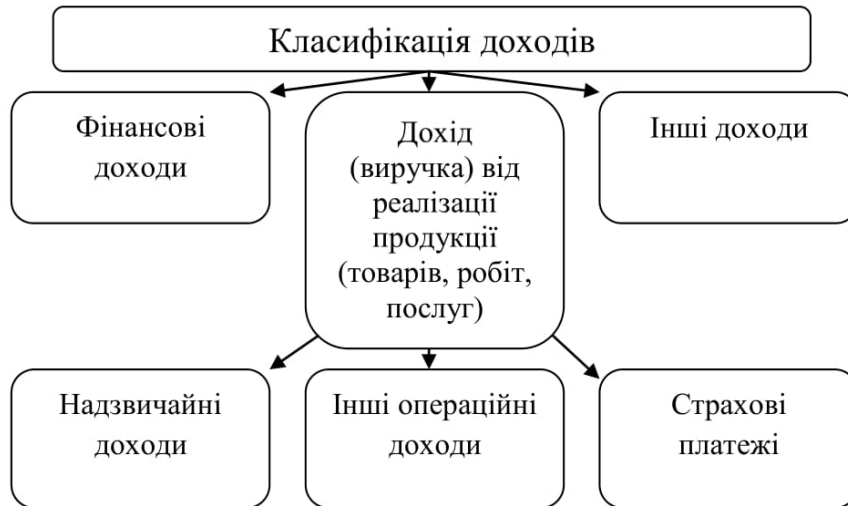 Класифікація доходів
Фінансові
доходи
Дохід
(виручка) від
реалізації
продукції
(товарів, робіт,
послуг)
Інші доходи
Надзвичайні
доходи
Інші операційні
доходи
Страхові
платежі